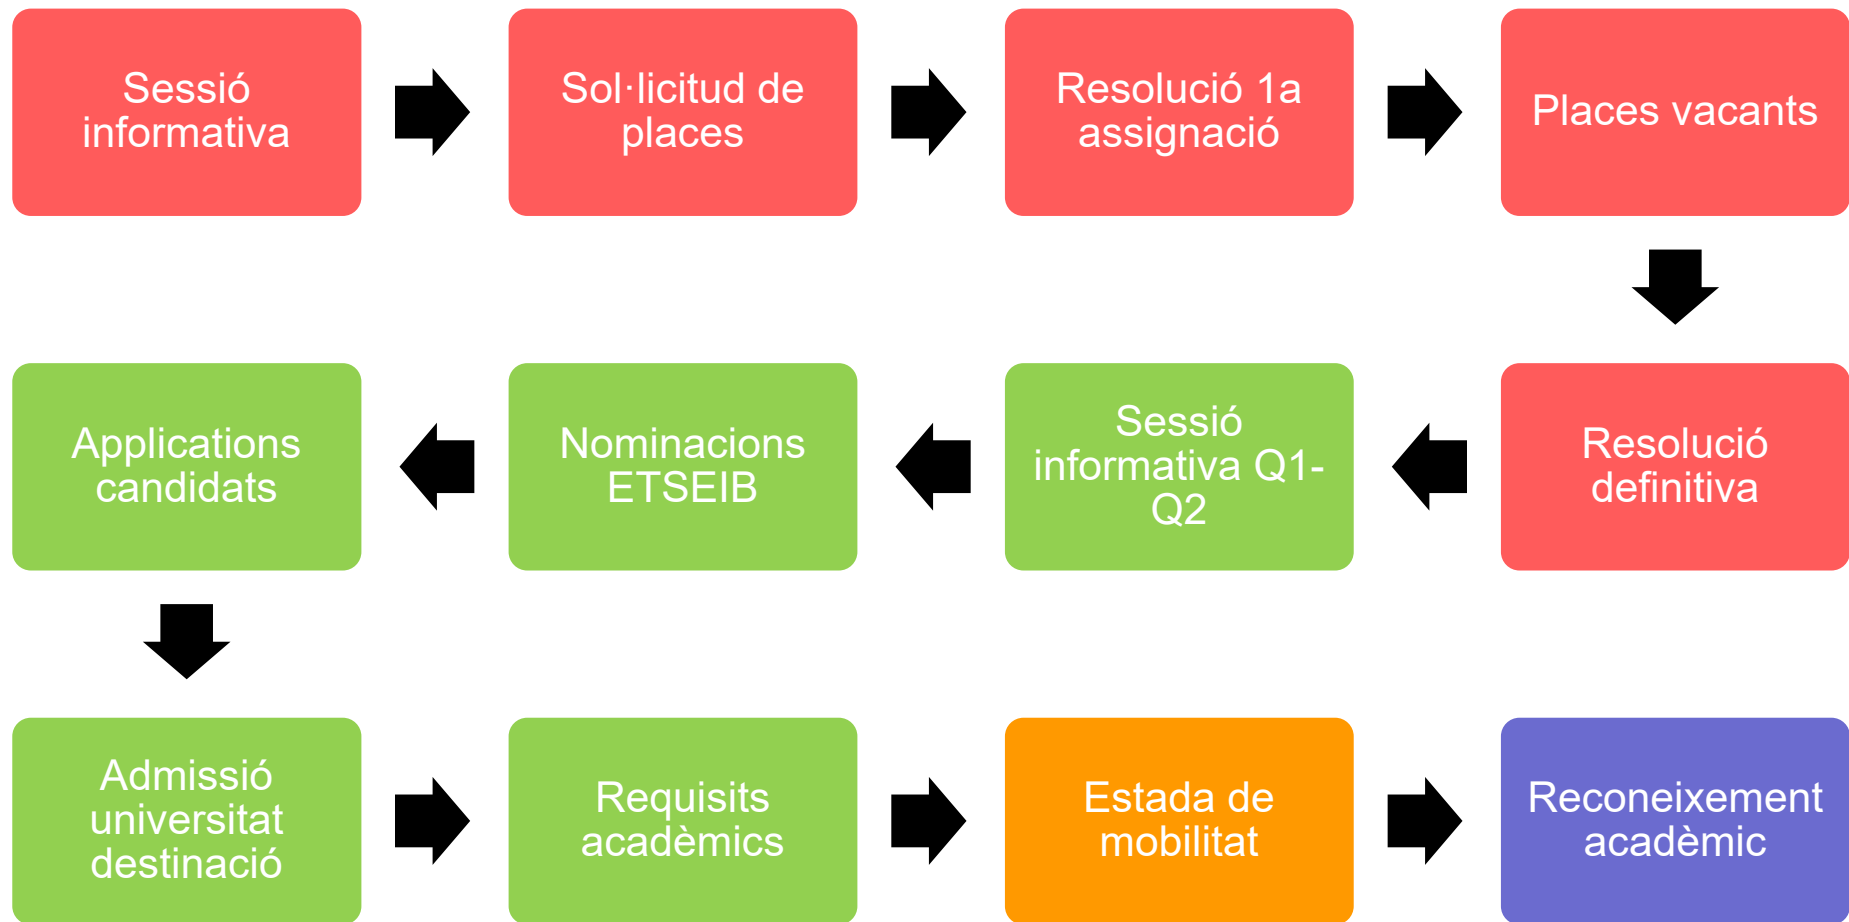 Sessió
informativa
Sol·licitud de
places
Resolució 1a
assignació
Places vacants
Applications
candidats
Nominacions
ETSEIB
Sessió
informativa Q1-
Q2
Resolució
definitiva
Admissió
universitat
destinació
Requisits
acadèmics
Estada de
mobilitat
Reconeixement
acadèmic